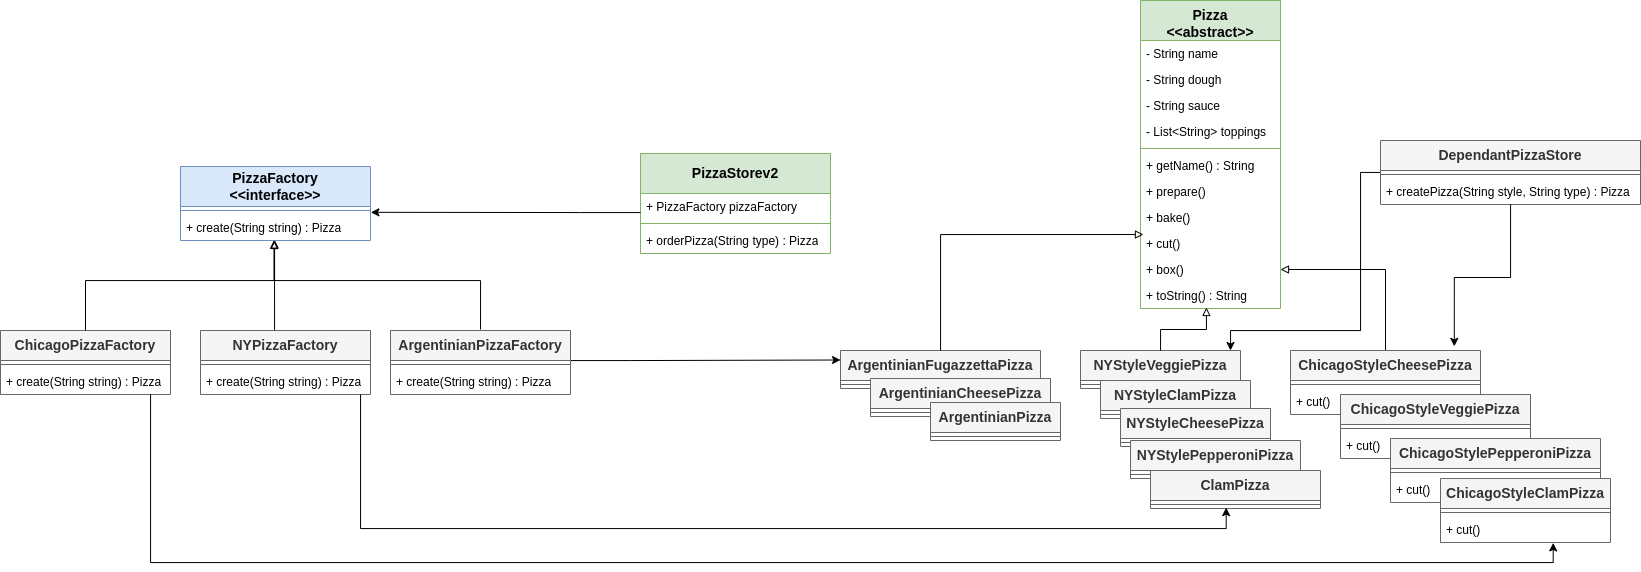 Pizza
<<abstract>>
- String name
- String dough
- String sauce
- List<String> toppings
+ getName() : String
+ prepare()
+ bake()
+ cut()
+ box()
+ toString() : String
DependantPizzaStore
+ createPizza(String style, String type) : Pizza
PizzaFactory
<<interface>>
+ create(String string) : Pizza
PizzaStorev2
+ PizzaFactory pizzaFactory
+ orderPizza(String type) : Pizza
ChicagoPizzaFactory
+ create(String string) : Pizza
NYPizzaFactory
+ create(String string) : Pizza
ArgentinianPizzaFactory
+ create(String string) : Pizza
ArgentinianFugazzettaPizza
ArgentinianCheesePizza
ArgentinianPizza
NYStyleVeggiePizza
NYStyleClamPizza
NYStyleCheesePizza
NYStylePepperoniPizza
ClamPizza
ChicagoStyleCheesePizza
+ cut()
ChicagoStyleVeggiePizza
+ cut()
ChicagoStylePepperoniPizza
+ cut()
ChicagoStyleClamPizza
+ cut()